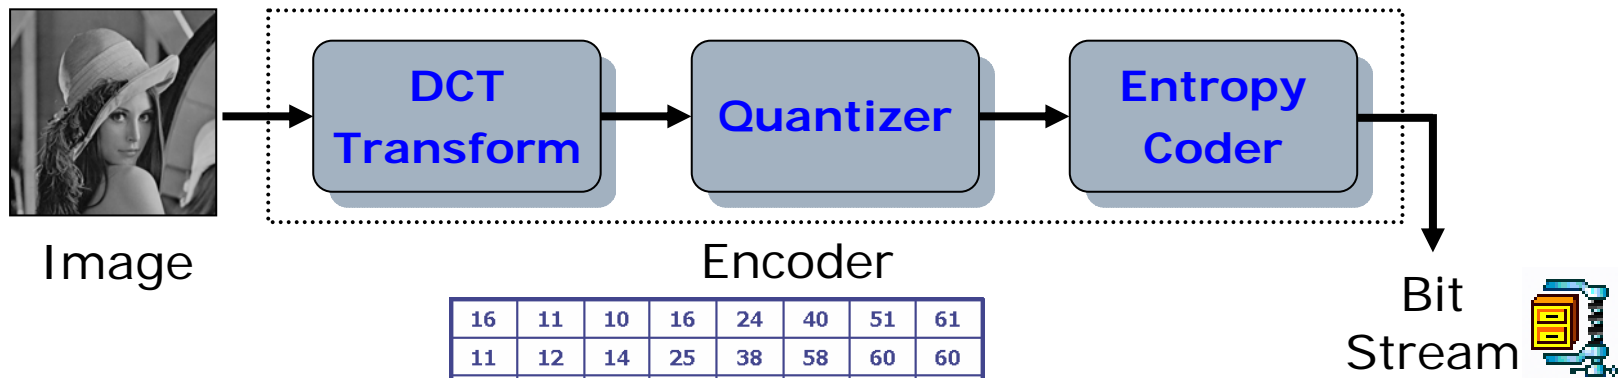 DCT
Transform
Quantizer
Entropy
Coder
Image
Encoder
16 11 10 16 24 40 51 61
11 12 14 25 38 58 60 60
Bit
Stream